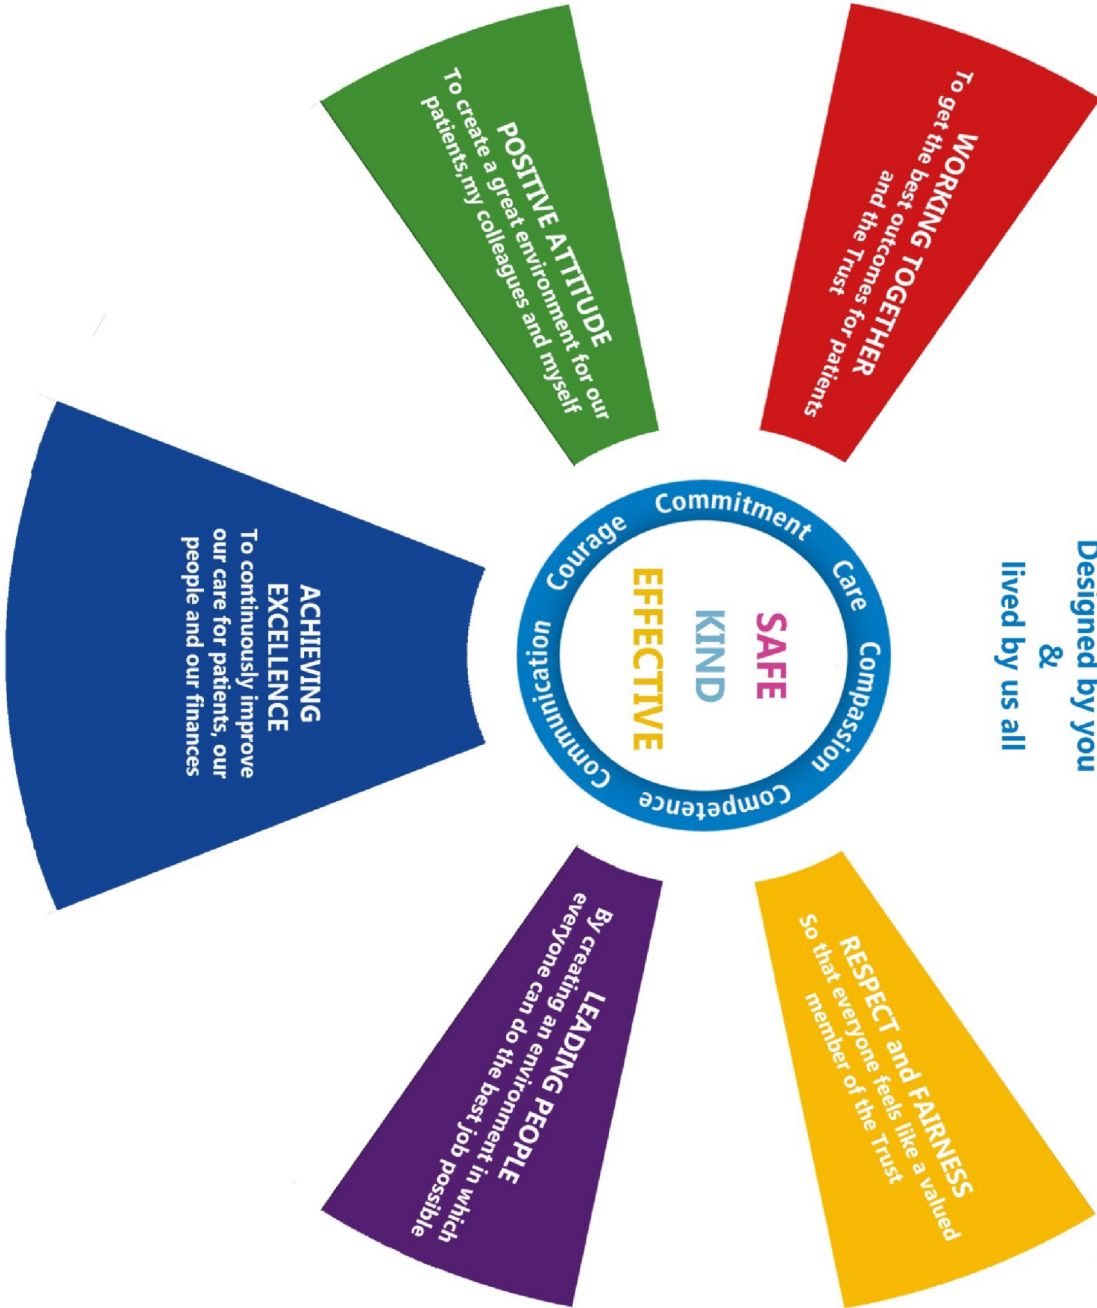 Designed by you
&
lived by us all
WORKING TOGETHER
To get the best outcomes for patients
and the Trust
RESPECT and FAIRNESS
So that everyone feels like a valued
member of the Trust
Commitment
Care
Compassion
Competence
Communication
Courage
SAFE
KIND
EFFECTIVE
POSITIVE ATTITUDE
To create a great environment for our
patients,my colleagues and myself
LEADING PEOPLE
By creating an environment in which
everyone can do the best job possible
ACHIEVING
EXCELLENCE
To continuously improve
our care for patients, our
people and our finances